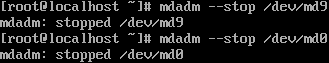 [root@localhost ~]# mdadm --stop /dev/md9
mdadm: stopped /dev/md9
[root@localhost ~]# mdadm --stop /dev/md0
mdadm: stopped /dev/md0